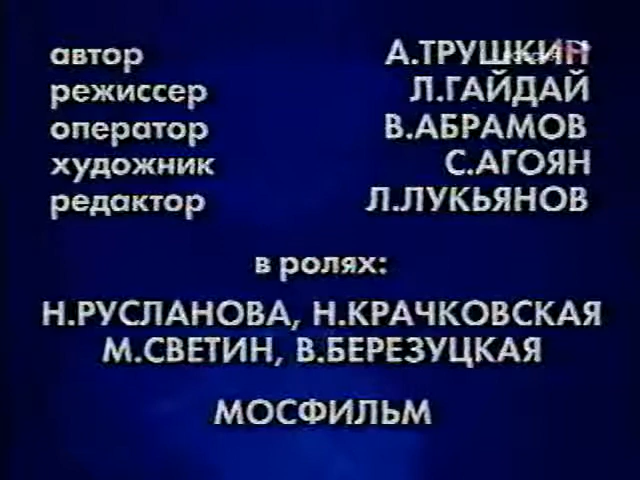 автор А.ТРУШКИН
режиссер Л.ГАЙДАЙ
оператор В.АБРАМОВ
художник С.АГОЯН
редактор Л.ЛУКЬЯНОВ
в ролях:
Н.РУСЛАНОВА, Н.КРАЧКОВСКАЯ
М.СВЕТИН, В.БЕРЕЗУЦКАЯ
МОСФИЛЬМ